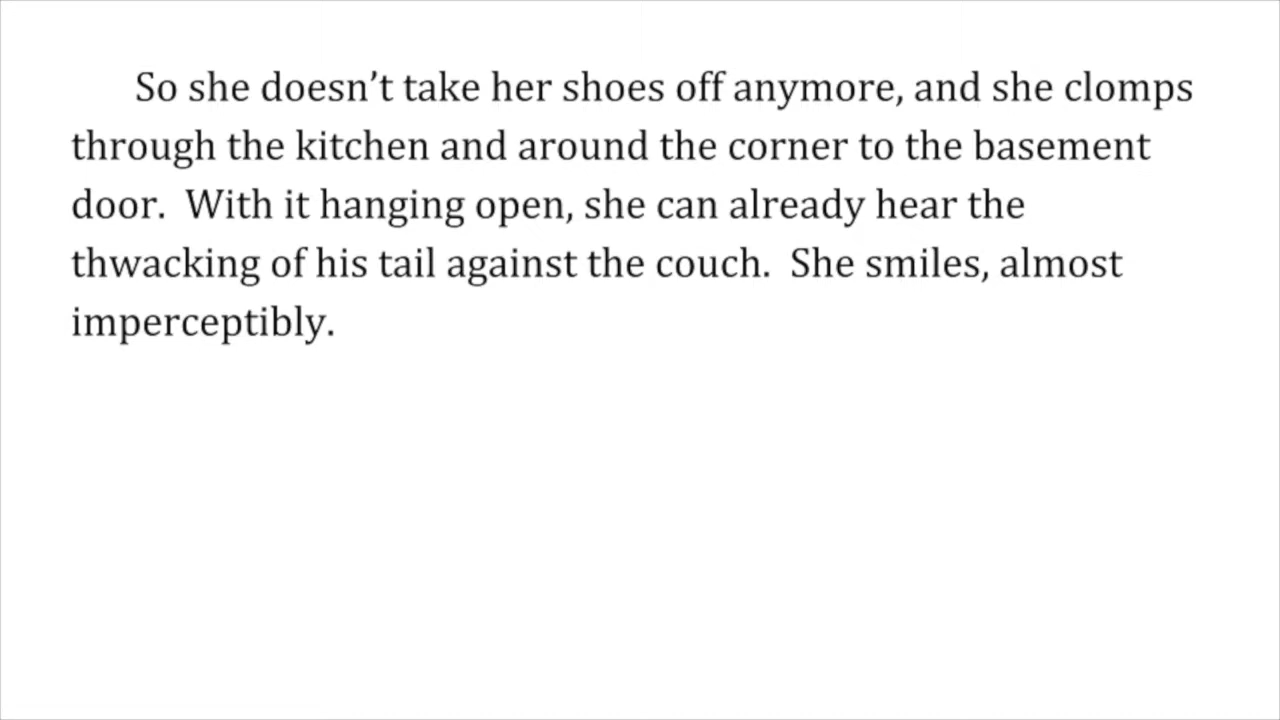 So she doesn’t take her shoes off anymore, and she clomps
through the kitchen and around the corner to the basement
door.  With it hanging open, she can already hear the
thwacking of his tail against the couch.  She smiles, almost
imperceptibly.